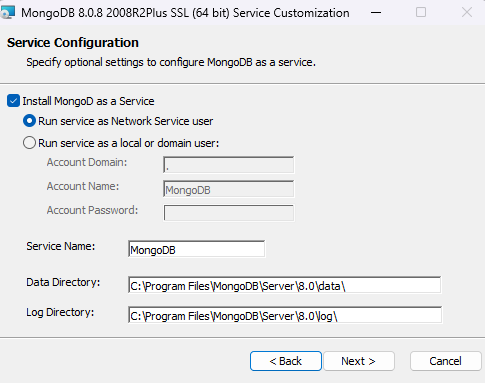 MongoDB 8.0.8 2008R2Plus SSL (64 bit) Service Customization
Service Configuration
Specify optional settings to configure MongoDB as a service.
Install MongoD as a Service
Run service as Network Service user
Run service as a local or domain user:
Account Domain: .
Account Name: MongoDB
Account Password:
Service Name: MongoDB
Data Directory: C:\Program Files\MongoDB\Server\8.0\data\
Log Directory: C:\Program Files\MongoDB\Server\8.0\log\
< Back Next > Cancel